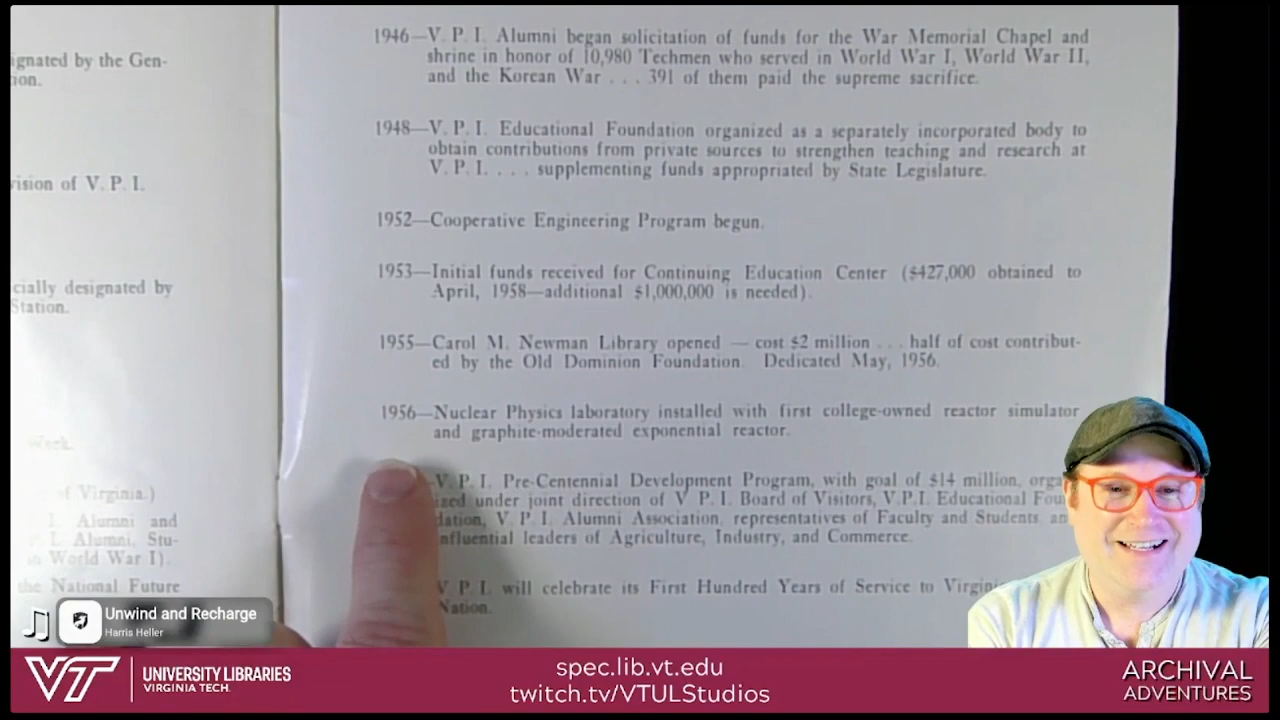 ignated by the Gen-
ion.
vision of V. P. I.
cially designated by
Station.
Week.
of Virginia.)
I. Alumni and
I. Alumni, Stu-
in World War I).
the National Future
1946—V. P. I. Alumni began solicitation of funds for the War Memorial Chapel and
shrine in honor of 10,980 Techmen who served in World War I, World War II,
and the Korean War . . . 391 of them paid the supreme sacrifice.
1948—V. P. I. Educational Foundation organized as a separately incorporated body to
obtain contributions from private sources to strengthen teaching and research at
V. P. I. . . . supplementing funds appropriated by State Legislature.
1952—Cooperative Engineering Program begun.
1953—Initial funds received for Continuing Education Center ($427,000 obtained to
April, 1958—additional $1,000,000 is needed).
1955—Carol M. Newman Library opened — cost $2 million . . . half of cost contribut-
ed by the Old Dominion Foundation. Dedicated May, 1956.
1956—Nuclear Physics laboratory installed with first college-owned reactor simulator
and graphite-moderated exponential reactor.
V. P. I. Pre-Centennial Development Program, with goal of $14 million, orga
ized under joint direction of V. P. I. Board of Visitors, V.P.I. Educational Fou
dation, V. P. I. Alumni Association, representatives of Faculty and Students an
nfluential leaders of Agriculture, Industry, and Commerce.
V. P. I. will celebrate its First Hundred Years of Service to Virgini
Nation.
Unwind and Recharge
Harris Heller
VT
UNIVERSITY LIBRARIES
VIRGINIA TECH.
spec.lib.vt.edu
twitch.tv/VTULStudios
ARCHIVAL
ADVENTURES